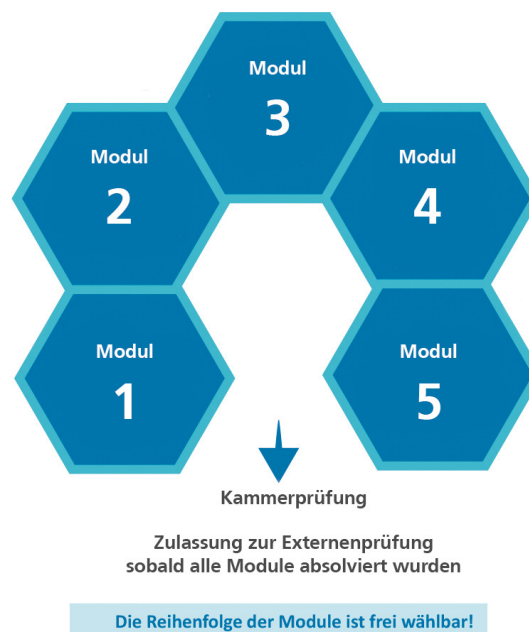 Modul
3
Modul
2
Modul
4
Modul
1
Modul
5
Kammerprüfung
Zulassung zur Externenprüfung
sobald alle Module absolviert wurden
Die Reihenfolge der Module ist frei wählbar!